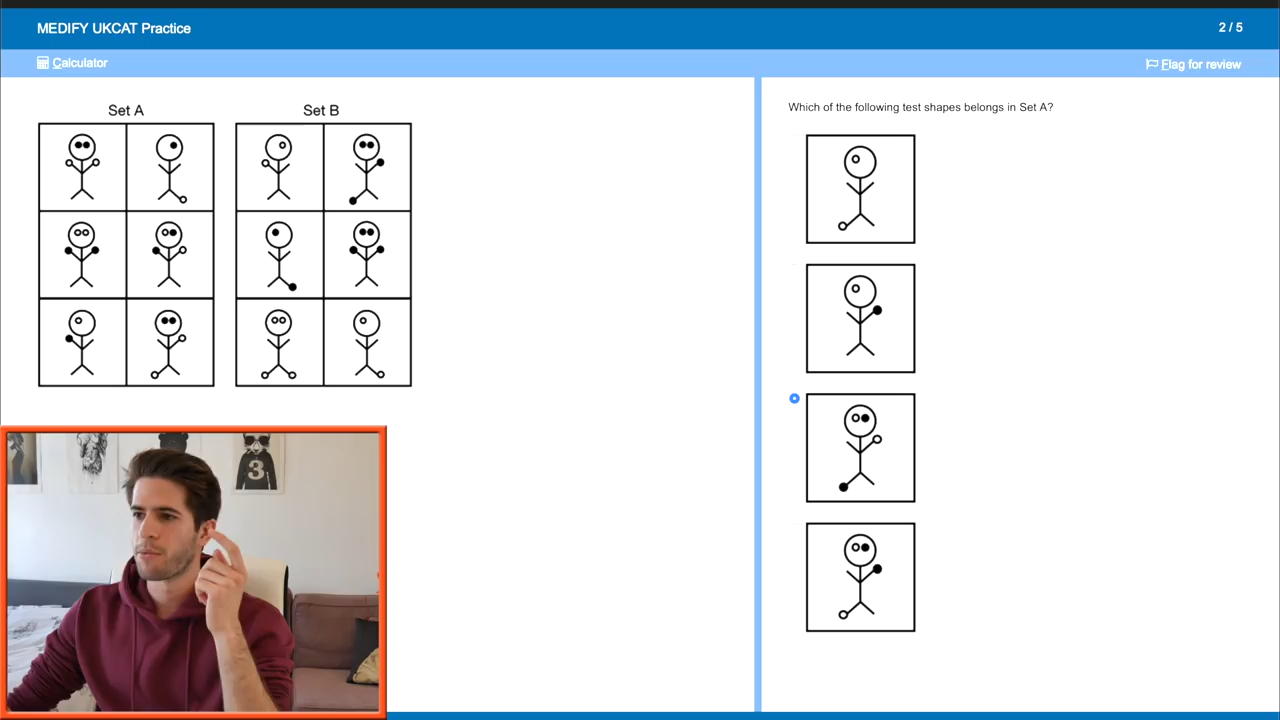 MEDIFY UKCAT Practice
2 / 5
Calculator
Flag for review
Set A
Set B
Which of the following test shapes belongs in Set A?
3